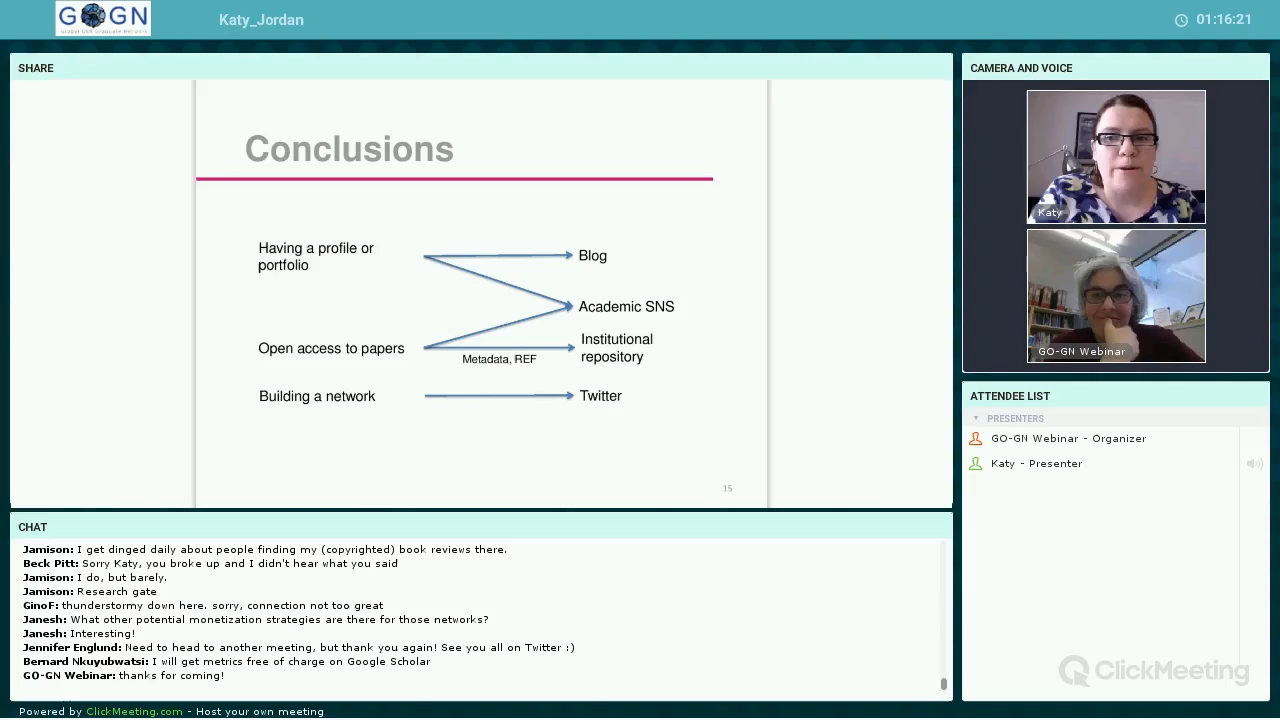 GOGN
Global OER Graduate Network
Katy_Jordan
01:16:21
SHARE
Conclusions
Having a profile or
portfolio
Blog
Academic SNS
Open access to papers
Metadata, REF
Institutional
repository
Building a network
Twitter
15
CAMERA AND VOICE
Katy
GO-GN Webinar
ATTENDEE LIST
PRESENTERS
GO-GN Webinar - Organizer
Katy - Presenter
CHAT
Jamison: I get dinged daily about people finding my (copyrighted) book reviews there.
Beck Pitt: Sorry Katy, you broke up and I didn't hear what you said
Jamison: I do, but barely.
Jamison: Research gate
GinoF: thunderstormy down here. sorry, connection not too great
Janesh: What other potential monetization strategies are there for those networks?
Janesh: Interesting!
Jennifer Englund: Need to head to another meeting, but thank you again! See you all on Twitter :)
Bernard Nkuyubwatsi: I will get metrics free of charge on Google Scholar
GO-GN Webinar: thanks for coming!
ClickMeeting
Powered by ClickMeeting.com - Host your own meeting